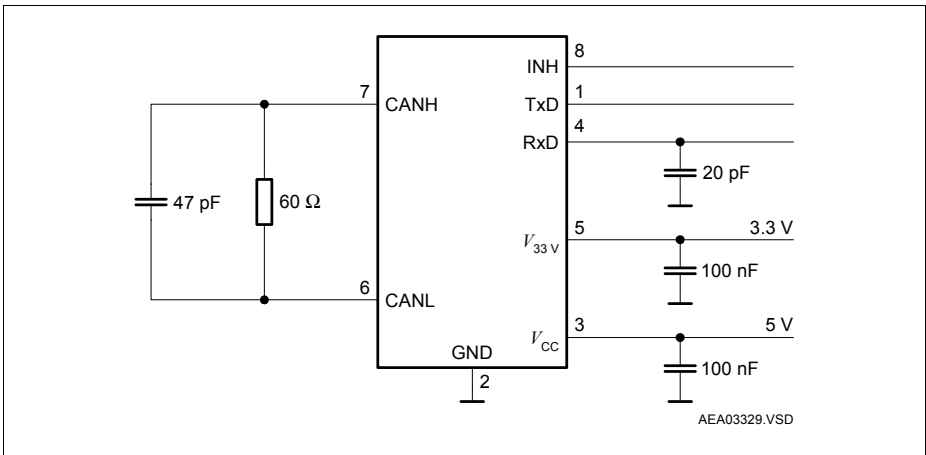 8
INH
1
7
CANH
TxD
4
RxD
20 pF
47 pF
60 Ω
5
3.3 V
V33 V
100 nF
6
CANL
3
5 V
VCC
GND
100 nF
2
AEA03329.VSD